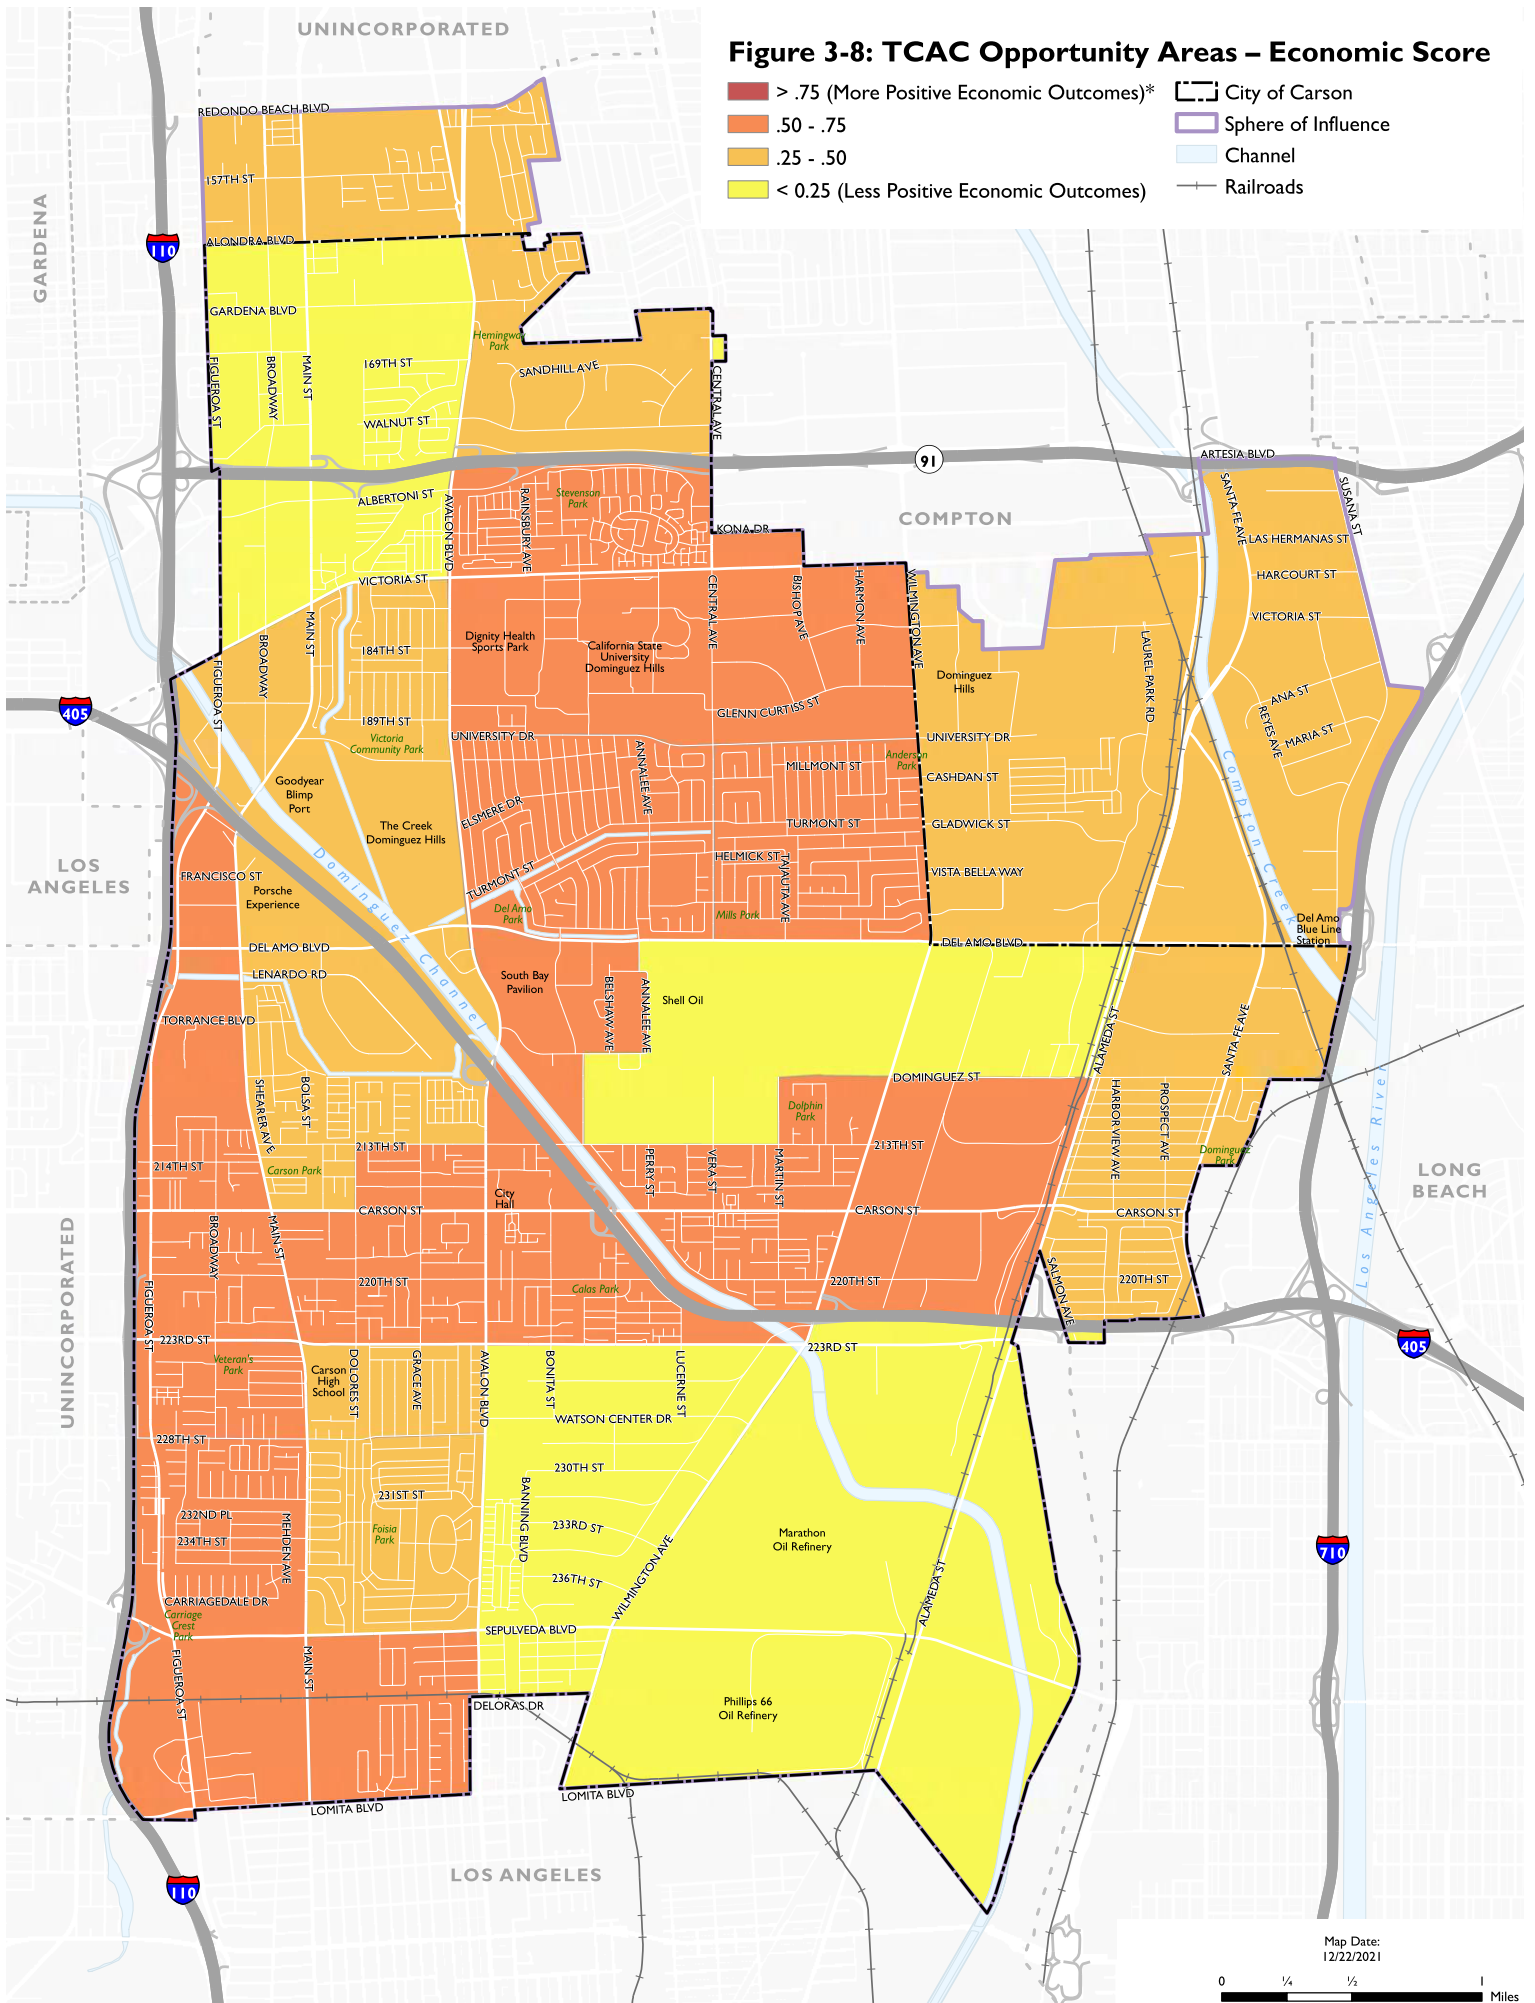 UNINCORPORATED
Figure 3-8: TCAC Opportunity Areas – Economic Score
> .75 (More Positive Economic Outcomes)*
.50 - .75
.25 - .50
< 0.25 (Less Positive Economic Outcomes)
City of Carson
Sphere of Influence
Channel
Railroads
REDONDO BEACH BLVD
157TH ST
GARDENA
110
ALONDRA BLVD
GARDENA BLVD
Hemingway
Park
169TH ST
SANDHILL AVE
FIGUEROA ST
BROADWAY
MAIN ST
CENTRAL AVE
WALNUT ST
91
ARTESIA BLVD
ALBERTONI ST
AVALON BLVD
RAINSBURY AVE
Stevenson
Park
KONA DR
COMPTON
SANTA FE AVE
SUSANA ST
LAS HERMANAS ST
HARCOURT ST
VICTORIA ST
VICTORIA ST
MAIN ST
BROADWAY
FIGUEROA ST
184TH ST
Dignity Health
Sports Park
California State
University
Dominguez Hills
CENTRAL AVE
BISHOP AVE
HARMON AVE
WILMINGTON AVE
Dominguez
Hills
LAUREL PARK RD
ANA ST
REYES AVE
MARIA ST
GLENN CURTISS ST
405
189TH ST
Victoria
Community Park
UNIVERSITY DR
UNIVERSITY DR
ANNALEE AVE
MILLMONT ST
Anderson
Park
CASHDAN ST
Goodyear
Blimp
Port
ELSMERE DR
TURMONT ST
GLADWICK ST
The Creek
Dominguez Hills
Compton Creek
LOS
ANGELES
FRANCISCO ST
Porsche
Experience
Dominguez Channel
TURMONT ST
HELMICK ST
TAJAUTA AVE
VISTA BELLA WAY
Del Amo
Park
Mills Park
Del Amo
Blue Line
Station
DEL AMO BLVD
DEL AMO BLVD
LENARDO RD
South Bay
Pavilion
BELSHAW AVE
ANNALEE AVE
Shell Oil
TORRANCE BLVD
ALAMEDA ST
SANTA FE AVE
SHEARER AVE
BOLSA ST
DOMINGUEZ ST
Dolphin
Park
HARBOR VIEW AVE
PROSPECT AVE
213TH ST
213TH ST
214TH ST
Carson Park
PERRY ST
VERA ST
MARTIN ST
Dominguez
Park
LONG
BEACH
City
Hall
CARSON ST
CARSON ST
CARSON ST
BROADWAY
MAIN ST
UNINCORPORATED
FIGUEROA ST
220TH ST
Calas Park
220TH ST
220TH ST
SALMON AVE
Los Angeles River
223RD ST
223RD ST
405
Veteran's
Park
Carson
High
School
DOLORES ST
GRACE AVE
AVALON BLVD
BONITA ST
LUCERNE ST
WATSON CENTER DR
228TH ST
230TH ST
231ST ST
BANNING BLVD
232ND PL
234TH ST
MEHDEN AVE
Foisia
Park
233RD ST
Marathon
Oil Refinery
710
236TH ST
WILMINGTON AVE
ALAMEDA ST
CARRIAGEDALE DR
Carriage
Crest
Park
SEPULVEDA BLVD
FIGUEROA ST
MAIN ST
DELORAS DR
Phillips 66
Oil Refinery
LOMITA BLVD
LOMITA BLVD
LOS ANGELES
110
Map Date:
12/22/2021
0 ¼ ½ 1
Miles